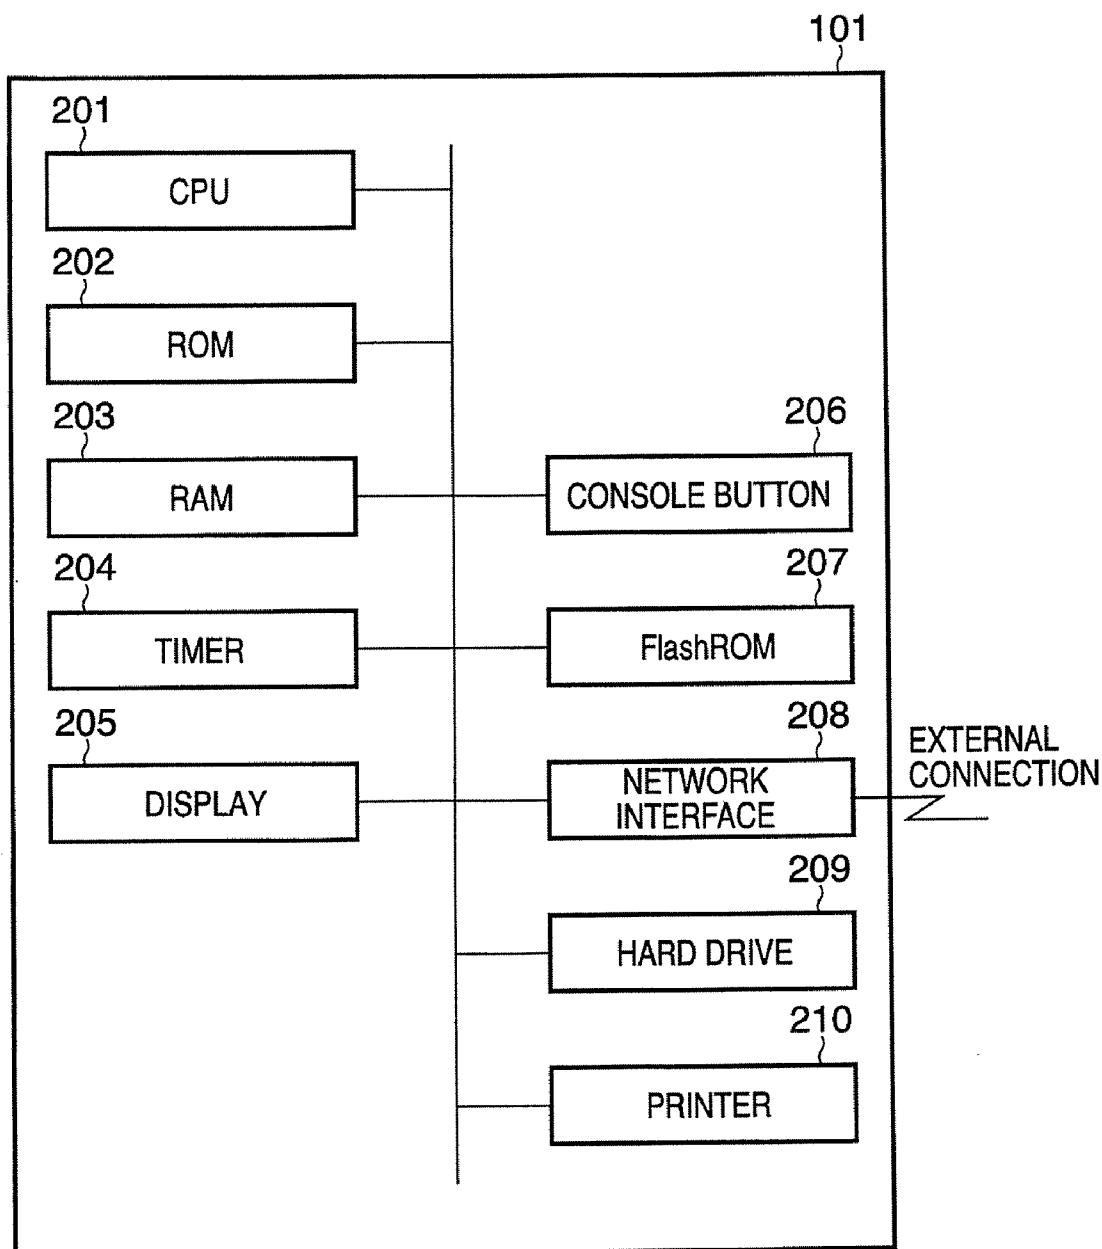 101
201
CPU
202
ROM
203
RAM
204
TIMER
205
DISPLAY
206
CONSOLE BUTTON
207
FlashROM
208
NETWORK
INTERFACE
EXTERNAL
CONNECTION
209
HARD DRIVE
210
PRINTER